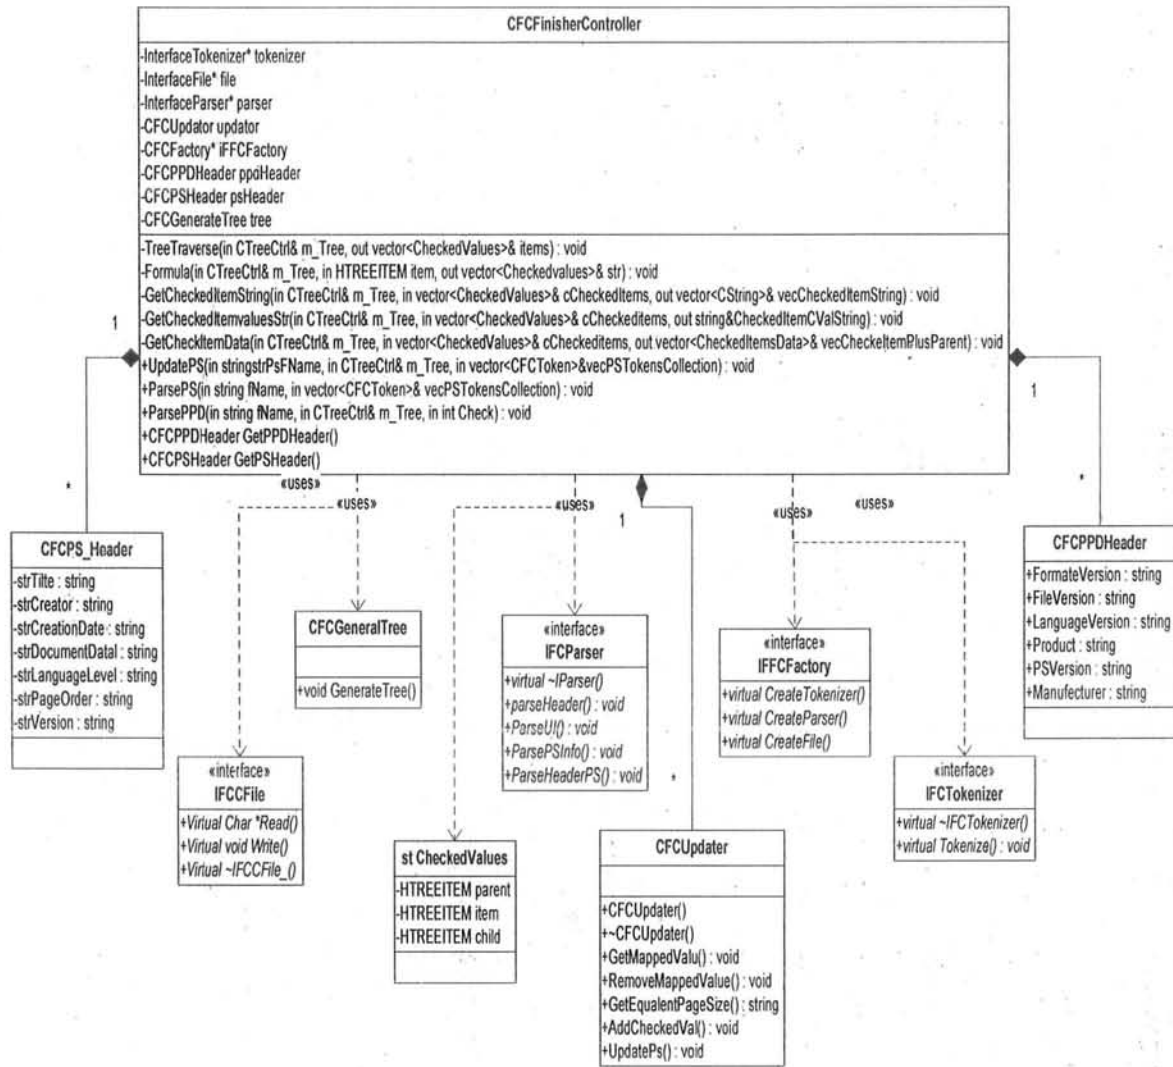 CFCFinisherController
-InterfaceTokenizer* tokenizer
-InterfaceFile* file
-InterfaceParser* parser
-CFCUpdator updator
-CFCFactory* iFFCFactory
-CFCPPDHeader ppdHeader
-CFCPSHeader psHeader
-CFCGenerateTree tree
-TreeTraverse(in CTreeCtrl& m_Tree, out vector<CheckedValues>& items) : void
-Formula(in CTreeCtrl& m_Tree, in HTREEITEM item, out vector<Checkedvalues>& str) : void
-GetCheckedItemString(in CTreeCtrl& m_Tree, in vector<CheckedValues>& cCheckedItems, out vector<CString>& vecCheckedItemString) : void
-GetCheckedItemvaluesStr(in CTreeCtrl& m_Tree, in vector<CheckedValues>& cCheckeditems, out string&CheckedItemCValString) : void
-GetCheckItemData(in CTreeCtrl& m_Tree, in vector<CheckedValues>& cCheckeditems, out vector<CheckedItemsData>& vecCheckeItemPlusParent) : void
+UpdatePS(in stringstrPsFName, in CTreeCtrl& m_Tree, in vector<CFCToken>&vecPSTokensCollection) : void
+ParsePS(in string fName, in vector<CFCToken>& vecPSTokensCollection) : void
+ParsePPD(in string fName, in CTreeCtrl& m_Tree, in int Check) : void
+CFCPPDHeader GetPPDHeader()
+CFCPSHeader GetPSHeader()
1
1
*
*
«uses»
«uses»
«uses»
1
«uses»
«uses»
CFCPS_Header
-strTilte : string
-strCreator : string
-strCreationDate : string
-strDocumentDatal : string
-strLanguageLevel : string
-strPageOrder : string
-strVersion : string
«interface»
IFCCFile
+Virtual Char *Read()
+Virtual void Write()
+Virtual ~IFCCFile_()
CFCGeneralTree
+void GenerateTree()
st CheckedValues
-HTREEITEM parent
-HTREEITEM item
-HTREEITEM child
«interface»
IFCParser
+virtual ~IParser()
+parseHeader() : void
+ParseUI() : void
+ParsePSInfo() : void
+ParseHeaderPS() : void
*
CFCUpdater
+CFCUpdater()
+~CFCUpdater()
+GetMappedValu() : void
+RemoveMappedValue() : void
+GetEqualentPageSize() : string
+AddCheckedVal() : void
+UpdatePs() : void
«interface»
IFFCFactory
+virtual CreateTokenizer()
+virtual CreateParser()
+virtual CreateFile()
«interface»
IFCTokenizer
+virtual ~IFCTokenizer()
+virtual Tokenize() : void
CFCPPDHeader
+FormateVersion : string
+FileVersion : string
+LanguageVersion : string
+Product : string
+PSVersion : string
+Manufecturer : string